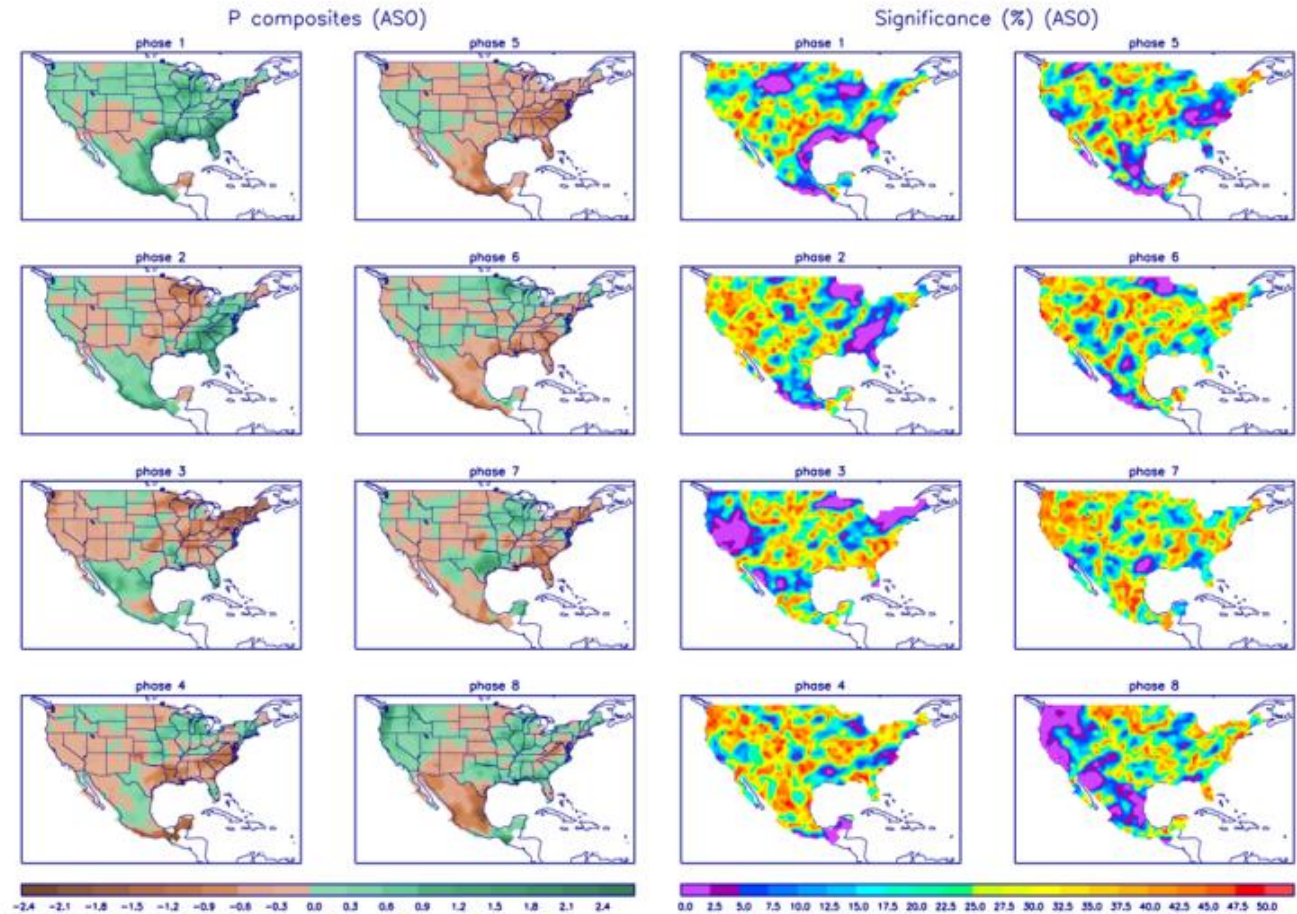 P composites (ASO)
Significance (%) (ASO)
phase 1
phase 5
phase 1
phase 5
phase 2
phase 6
phase 2
phase 6
phase 3
phase 7
phase 3
phase 7
phase 4
phase 8
phase 4
phase 8
-2.4 -2.1 -1.8 -1.5 -1.2 -0.9 -0.6 -0.3 0.0 0.3 0.6 0.9 1.2 1.5 1.8 2.1 2.4
0.0 2.5 5.0 7.5 10.0 12.5 15.0 17.5 20.0 22.5 25.0 27.5 30.0 32.5 35.0 37.5 40.0 42.5 45.0 47.5 50.0